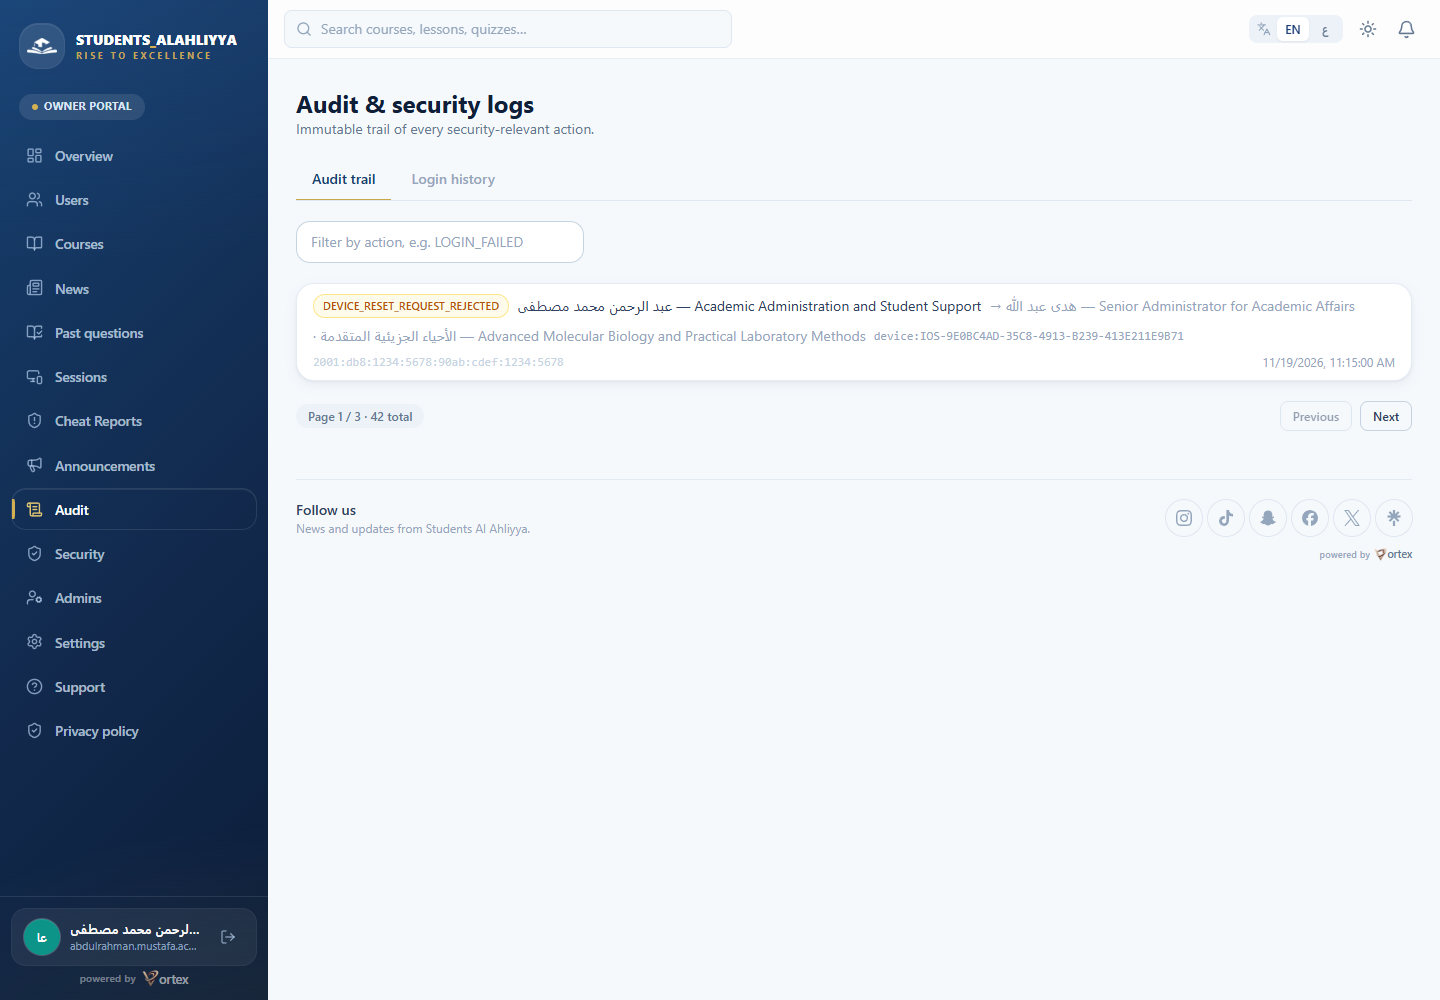 STUDENTS_ALAHLIYYA
RISE TO EXCELLENCE
OWNER PORTAL
Overview
Users
Courses
News
Past questions
Sessions
Cheat Reports
Announcements
Audit
Security
Admins
Settings
Support
Privacy policy
عا
...لرحمن محمد مصطفى
abdulrahman.mustafa.ac...
powered by Vortex
Search courses, lessons, quizzes...
EN
ع
Audit & security logs
Immutable trail of every security-relevant action.
Audit trail
Login history
Filter by action, e.g. LOGIN_FAILED
DEVICE_RESET_REQUEST_REJECTED عبد الرحمن محمد مصطفى — Academic Administration and Student Support → هدى عبد الله — Senior Administrator for Academic Affairs
· الأحياء الجزيئية المتقدمة — Advanced Molecular Biology and Practical Laboratory Methods device:IOS-9E0BC4AD-35C8-4913-B239-413E211E9B71
2001:db8:1234:5678:90ab:cdef:1234:5678
11/19/2026, 11:15:00 AM
Page 1 / 3 · 42 total
Previous
Next
Follow us
News and updates from Students Al Ahliyya.
powered by Vortex